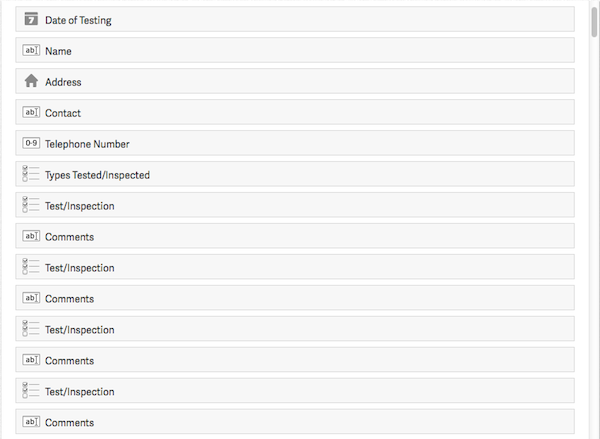 7 Date of Testing
ab Name
Address
ab Contact
0-9 Telephone Number
Types Tested/Inspected
Test/Inspection
ab Comments
Test/Inspection
ab Comments
Test/Inspection
ab Comments
Test/Inspection
ab Comments